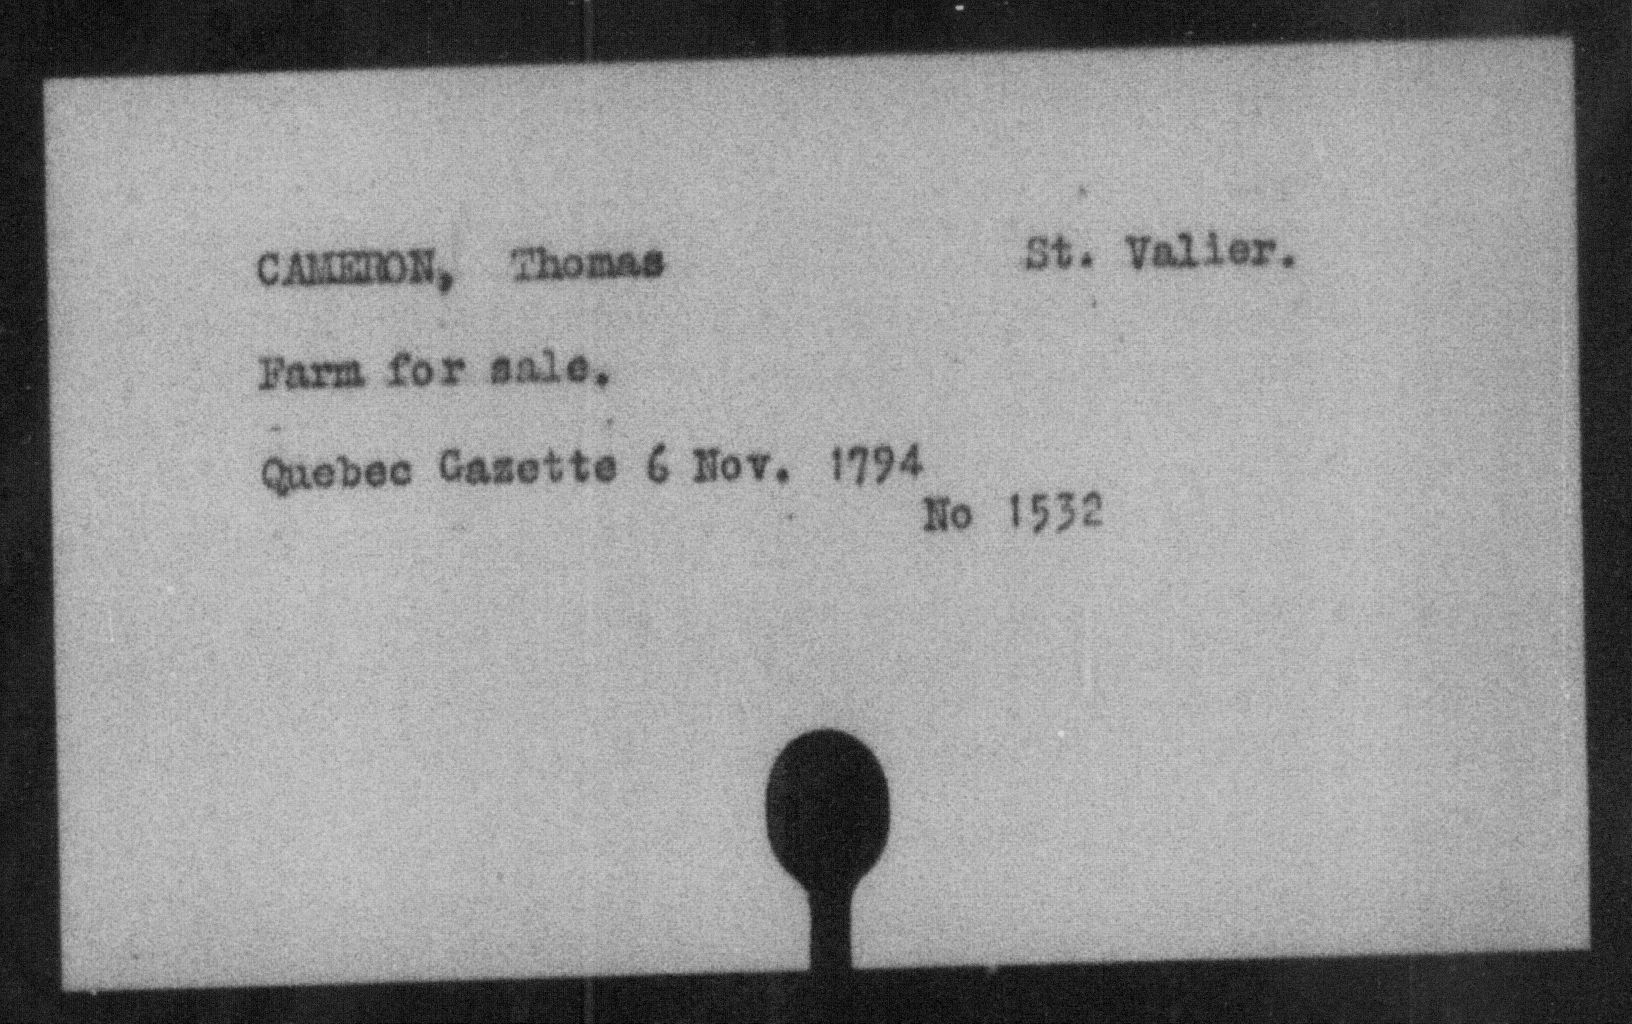 CAMERON, Thomas St. Valier.
Farm for sale.
Quebec Gazette 6 Nov. 1794
No 1532